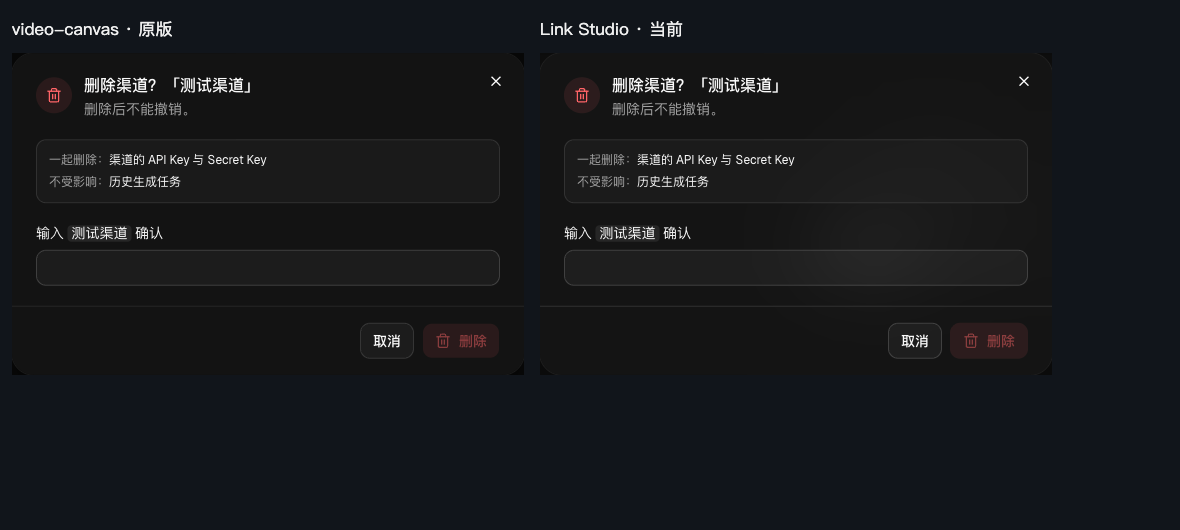 video-canvas · 原版
删除渠道？「测试渠道」
删除后不能撤销。
一起删除：渠道的 API Key 与 Secret Key
不受影响：历史生成任务
输入 测试渠道 确认
取消 删除
Link Studio · 当前
删除渠道？「测试渠道」
删除后不能撤销。
一起删除：渠道的 API Key 与 Secret Key
不受影响：历史生成任务
输入 测试渠道 确认
取消 删除